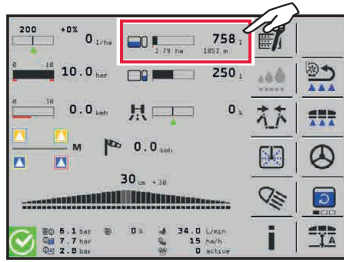 200 +0%
0 l/ha
758 l
1.79 ha 1052 m
0 10
10.0 bar
250 l
0 30
0.0 km/h
0 %
M
0.0 km/h
30 cm +20
6.1 bar 0 % 34.0 L/min
7.7 bar 15 ha/h
2.8 bar 0 active
i
A